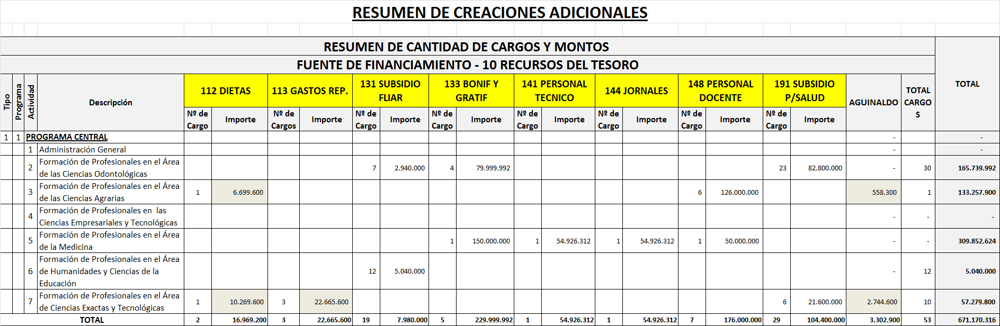 RESUMEN DE CREACIONES ADICIONALES
RESUMEN DE CANTIDAD DE CARGOS Y MONTOS
FUENTE DE FINANCIAMIENTO - 10 RECURSOS DEL TESORO
Tipo Programa Actividad Descripción 112 DIETAS 113 GASTOS REP. 131 SUBSIDIO FLIAR 133 BONIF Y GRATIF 141 PERSONAL TECNICO 144 JORNALES 148 PERSONAL DOCENTE 191 SUBSIDIO P/SALUD AGUINALDO TOTAL CARGOS TOTAL
Nº de Cargo Importe Nº de Cargos Importe Nº de Cargo Importe Nº de Cargo Importe Nº de Cargo Importe Nº de Cargo Importe Nº de Cargo Importe Nº de Cargo Importe
1 1 PROGRAMA CENTRAL - -
1 Administración General - -
2 Formación de Profesionales en el Área de las Ciencias Odontológicas 7 2.940.000 4 79.999.992 23 82.800.000 - 30 165.739.992
3 Formación de Profesionales en el Área de las Ciencias Agrarias 1 6.699.600 6 126.000.000 558.300 1 133.257.900
4 Formación de Profesionales en las Ciencias Empresariales y Tecnológicas - - -
5 Formación de Profesionales en el Área de la Medicina 1 150.000.000 1 54.926.312 1 54.926.312 1 50.000.000 - - 309.852.624
6 Formación de Profesionales en el Área de Humanidades y Ciencias de la Educación 12 5.040.000 - 12 5.040.000
7 Formación de Profesionales en el Área de Ciencias Exactas y Tecnológicas 1 10.269.600 3 22.665.600 6 21.600.000 2.744.600 10 57.279.800
TOTAL 2 16.969.200 3 22.665.600 19 7.980.000 5 229.999.992 1 54.926.312 1 54.926.312 7 176.000.000 29 104.400.000 3.302.900 53 671.170.316